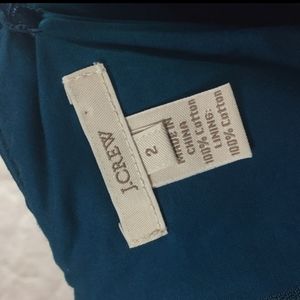 J.CREW
2
MADE IN
CHINA
100% Cotton
LINING:
100% Cotton